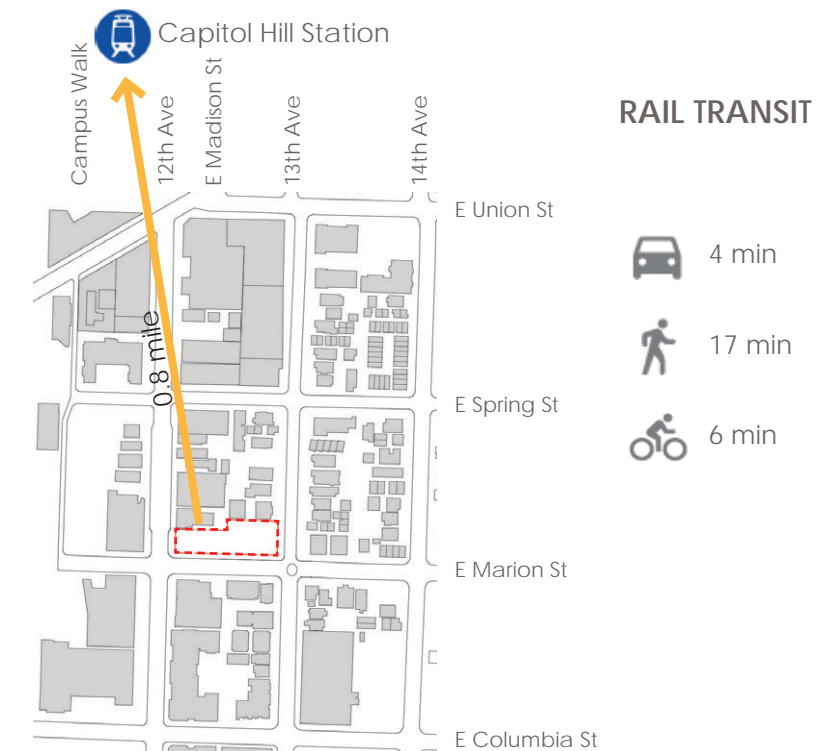 Capitol Hill Station
Campus Walk
12th Ave
E Madison St
13th Ave
14th Ave
RAIL TRANSIT
E Union St
4 min
0.8 mile
17 min
E Spring St
6 min
E Marion St
E Columbia St